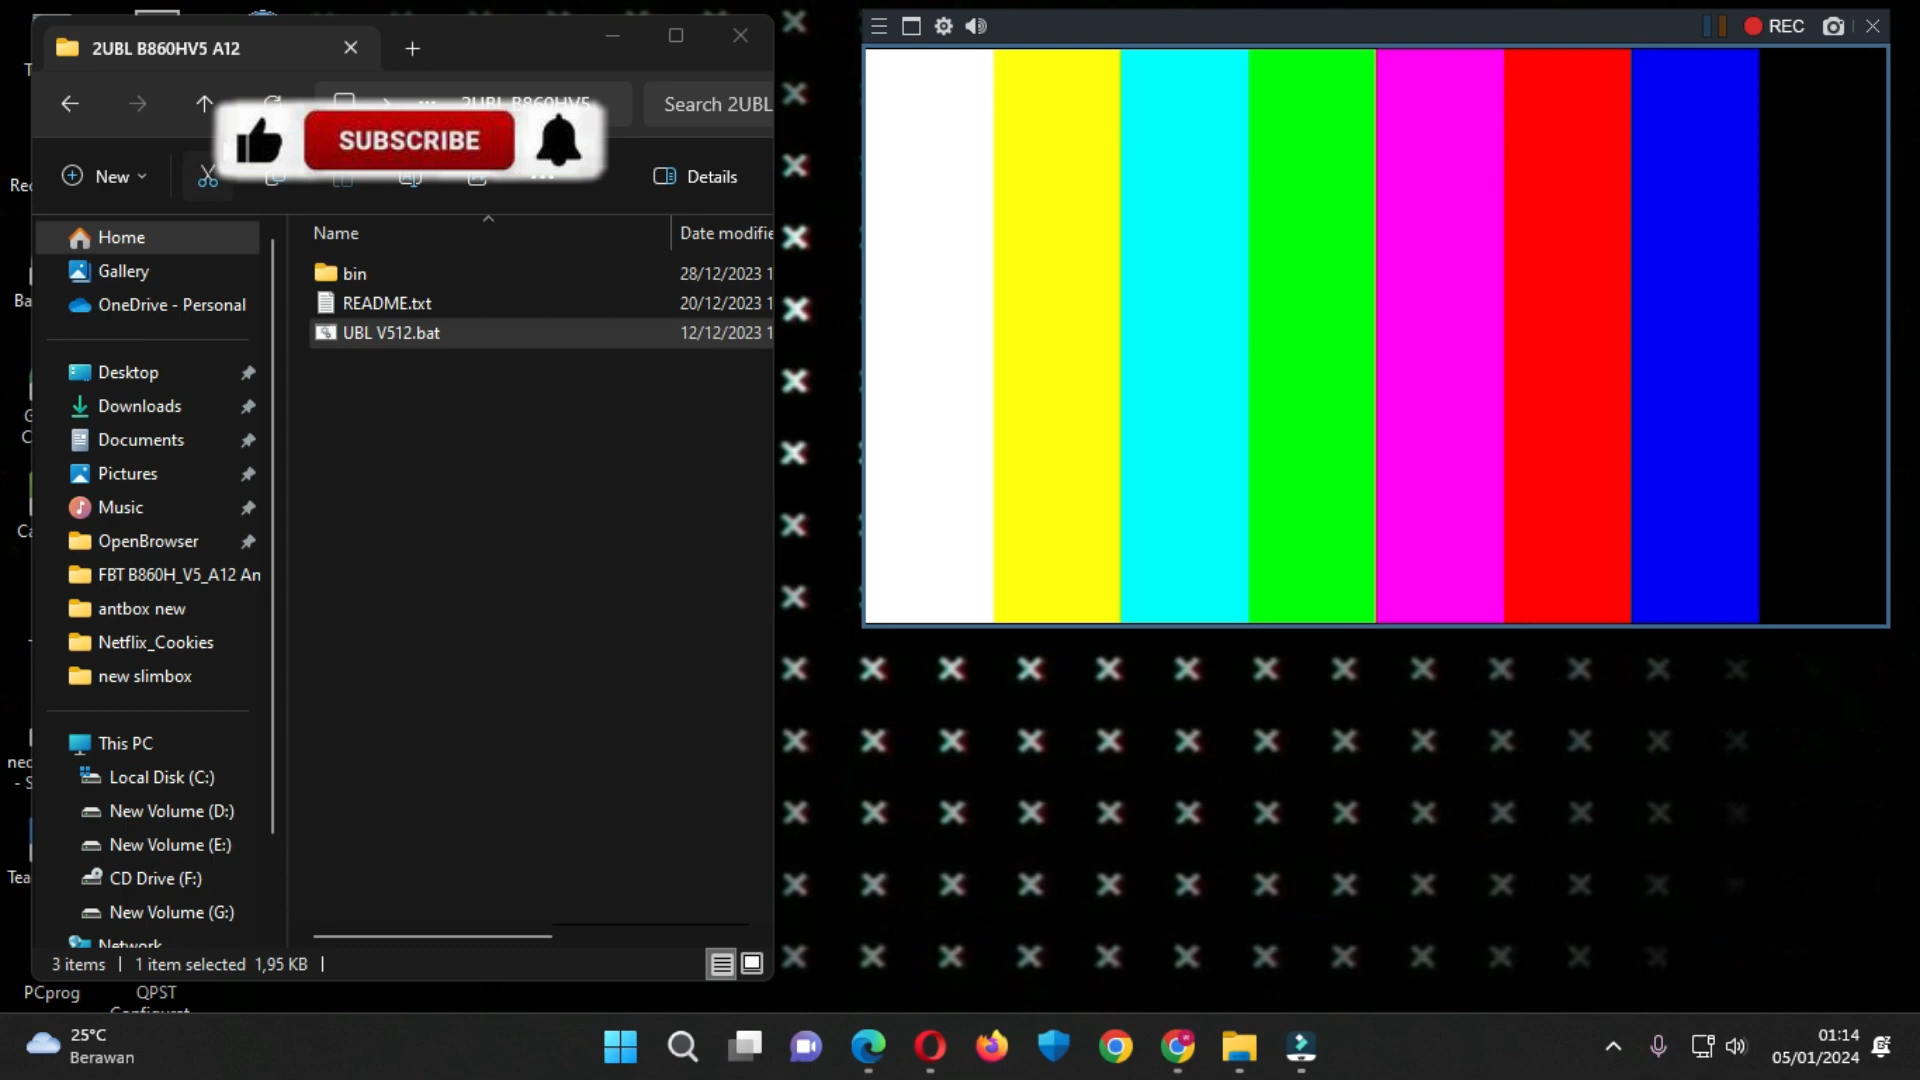 2UBL B860HV5 A12
REC
2UBL B860HV5
Search 2UBL
SUBSCRIBE
New
Details
Name
Date modifie
Home
Gallery
OneDrive - Personal
bin
28/12/2023 1
README.txt
20/12/2023 1
UBL V512.bat
12/12/2023 1
Desktop
Downloads
Documents
Pictures
Music
OpenBrowser
FBT B860H_V5_A12 An
antbox new
Netflix_Cookies
new slimbox
This PC
Local Disk (C:)
New Volume (D:)
New Volume (E:)
CD Drive (F:)
New Volume (G:)
Network
3 items
1 item selected 1,95 KB
PCprog
QPST
25°C
Berawan
01:14
05/01/2024